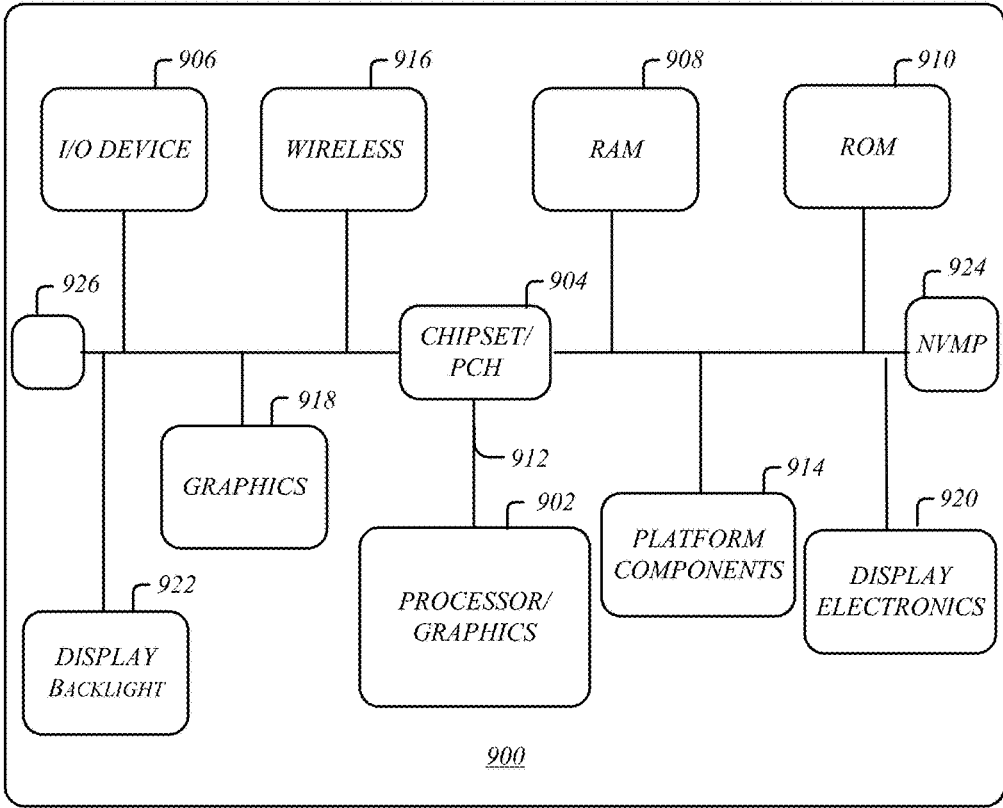 906
916
908
910
I/O DEVICE
WIRELESS
RAM
ROM
926
904
924
CHIPSET/
PCH
NVMP
918
912
914
GRAPHICS
902
920
PLATFORM
COMPONENTS
922
PROCESSOR/
GRAPHICS
DISPLAY
ELECTRONICS
DISPLAY
BACKLIGHT
900